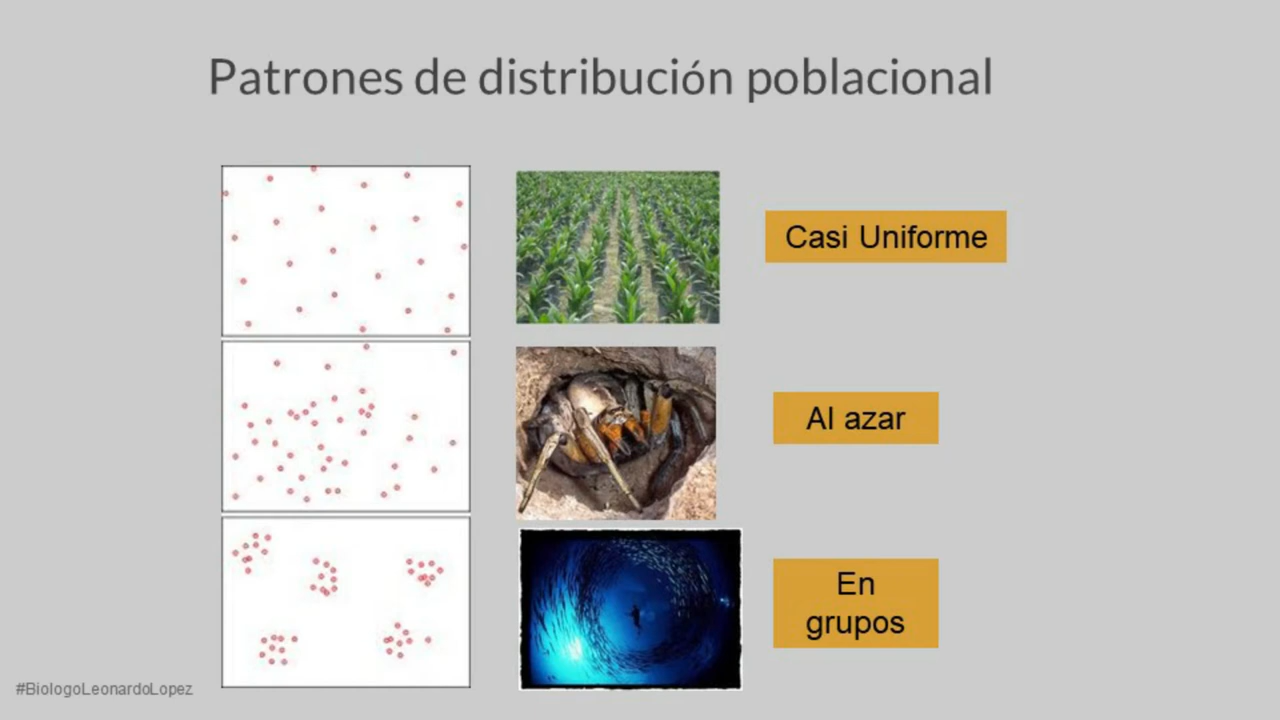 Patrones de distribución poblacional
Casi Uniforme
Al azar
En
grupos
#BiologoLeonardoLopez